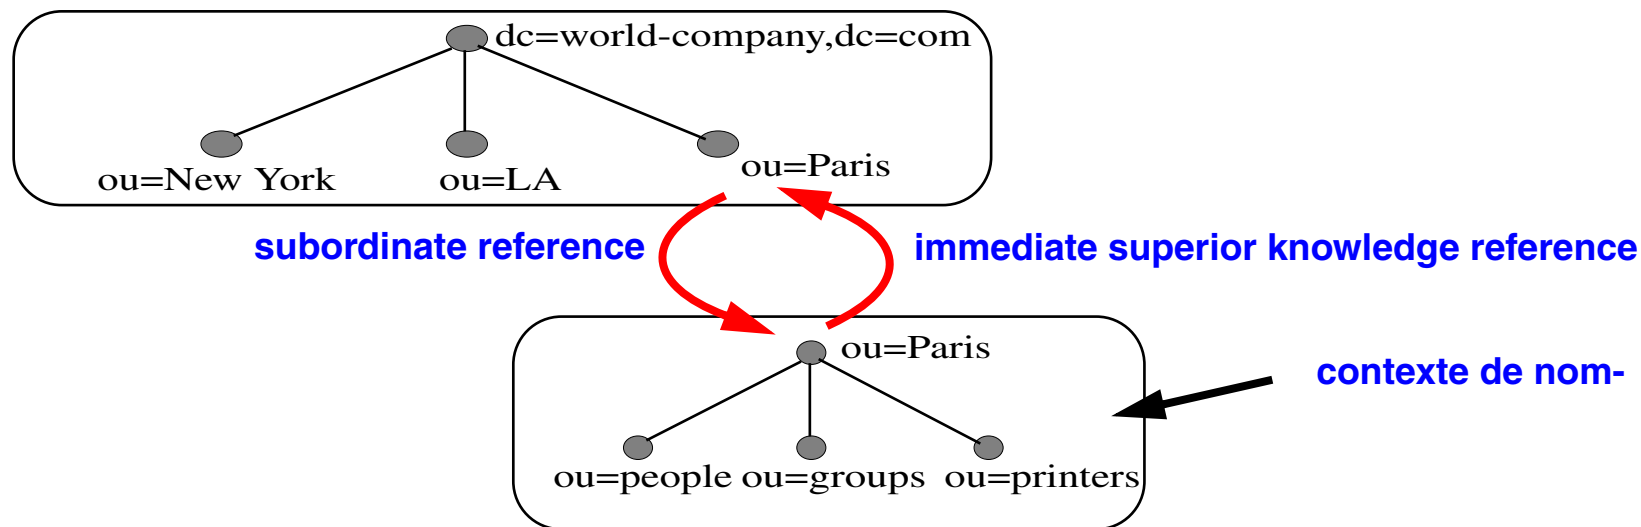 dc=world-company,dc=com
ou=New York
ou=LA
ou=Paris
subordinate reference
immediate superior knowledge reference
ou=Paris
contexte de nom-
ou=people
ou=groups
ou=printers